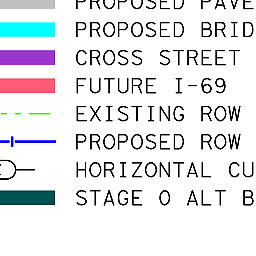 PROPOSED PAVE
PROPOSED BRID
CROSS STREET
FUTURE I-69
EXISTING ROW
PROPOSED ROW
HORIZONTAL CU
STAGE 0 ALT B